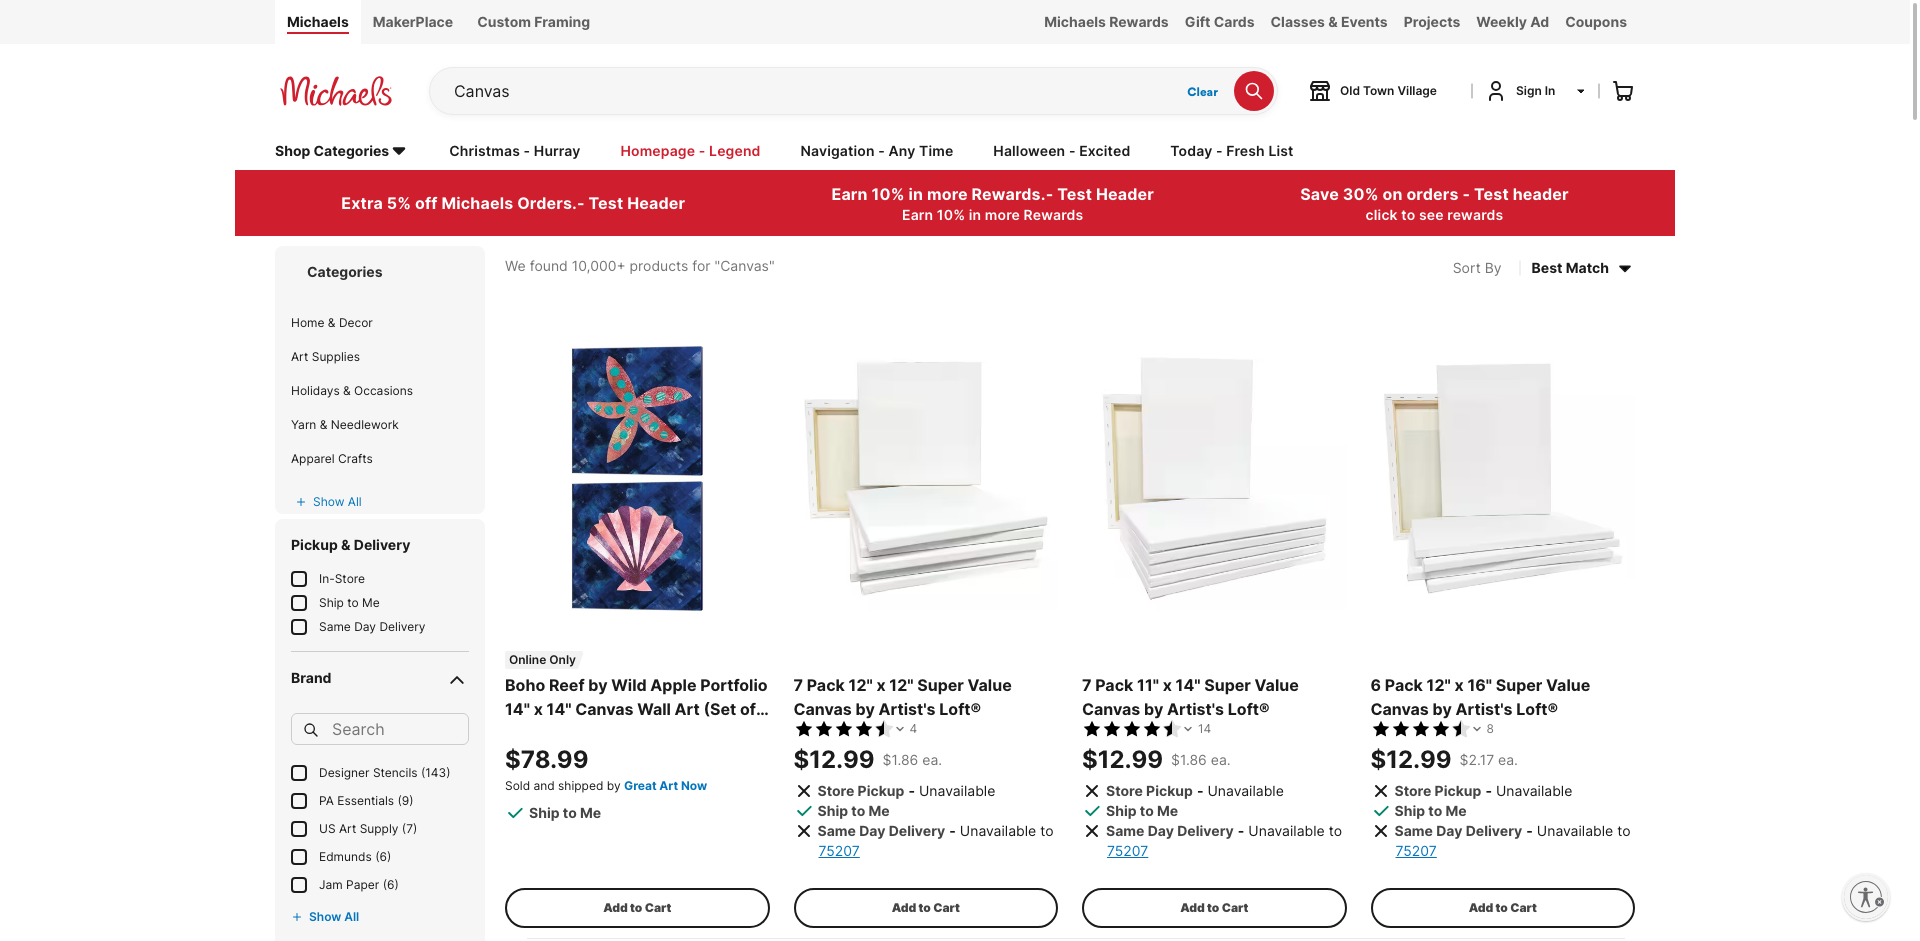 Michaels
MakerPlace
Custom Framing
Michaels Rewards
Gift Cards
Classes & Events
Projects
Weekly Ad
Coupons
Michaels
Canvas
Clear
Old Town Village
Sign In
Shop Categories
Christmas - Hurray
Homepage - Legend
Navigation - Any Time
Halloween - Excited
Today - Fresh List
Extra 5% off Michaels Orders.- Test Header
Earn 10% in more Rewards.- Test Header
Earn 10% in more Rewards
Save 30% on orders - Test header
click to see rewards
Categories
Home & Decor
Art Supplies
Holidays & Occasions
Yarn & Needlework
Apparel Crafts
+ Show All
Pickup & Delivery
In-Store
Ship to Me
Same Day Delivery
Brand
Search
Designer Stencils (143)
PA Essentials (9)
US Art Supply (7)
Edmunds (6)
Jam Paper (6)
+ Show All
We found 10,000+ products for "Canvas"
Sort By
Best Match
Online Only
Boho Reef by Wild Apple Portfolio
14" x 14" Canvas Wall Art (Set of...
$78.99
Sold and shipped by Great Art Now
Ship to Me
Add to Cart
7 Pack 12" x 12" Super Value
Canvas by Artist's Loft®
4
$12.99 $1.86 ea.
Store Pickup - Unavailable
Ship to Me
Same Day Delivery - Unavailable to
75207
Add to Cart
7 Pack 11" x 14" Super Value
Canvas by Artist's Loft®
14
$12.99 $1.86 ea.
Store Pickup - Unavailable
Ship to Me
Same Day Delivery - Unavailable to
75207
Add to Cart
6 Pack 12" x 16" Super Value
Canvas by Artist's Loft®
8
$12.99 $2.17 ea.
Store Pickup - Unavailable
Ship to Me
Same Day Delivery - Unavailable to
75207
Add to Cart